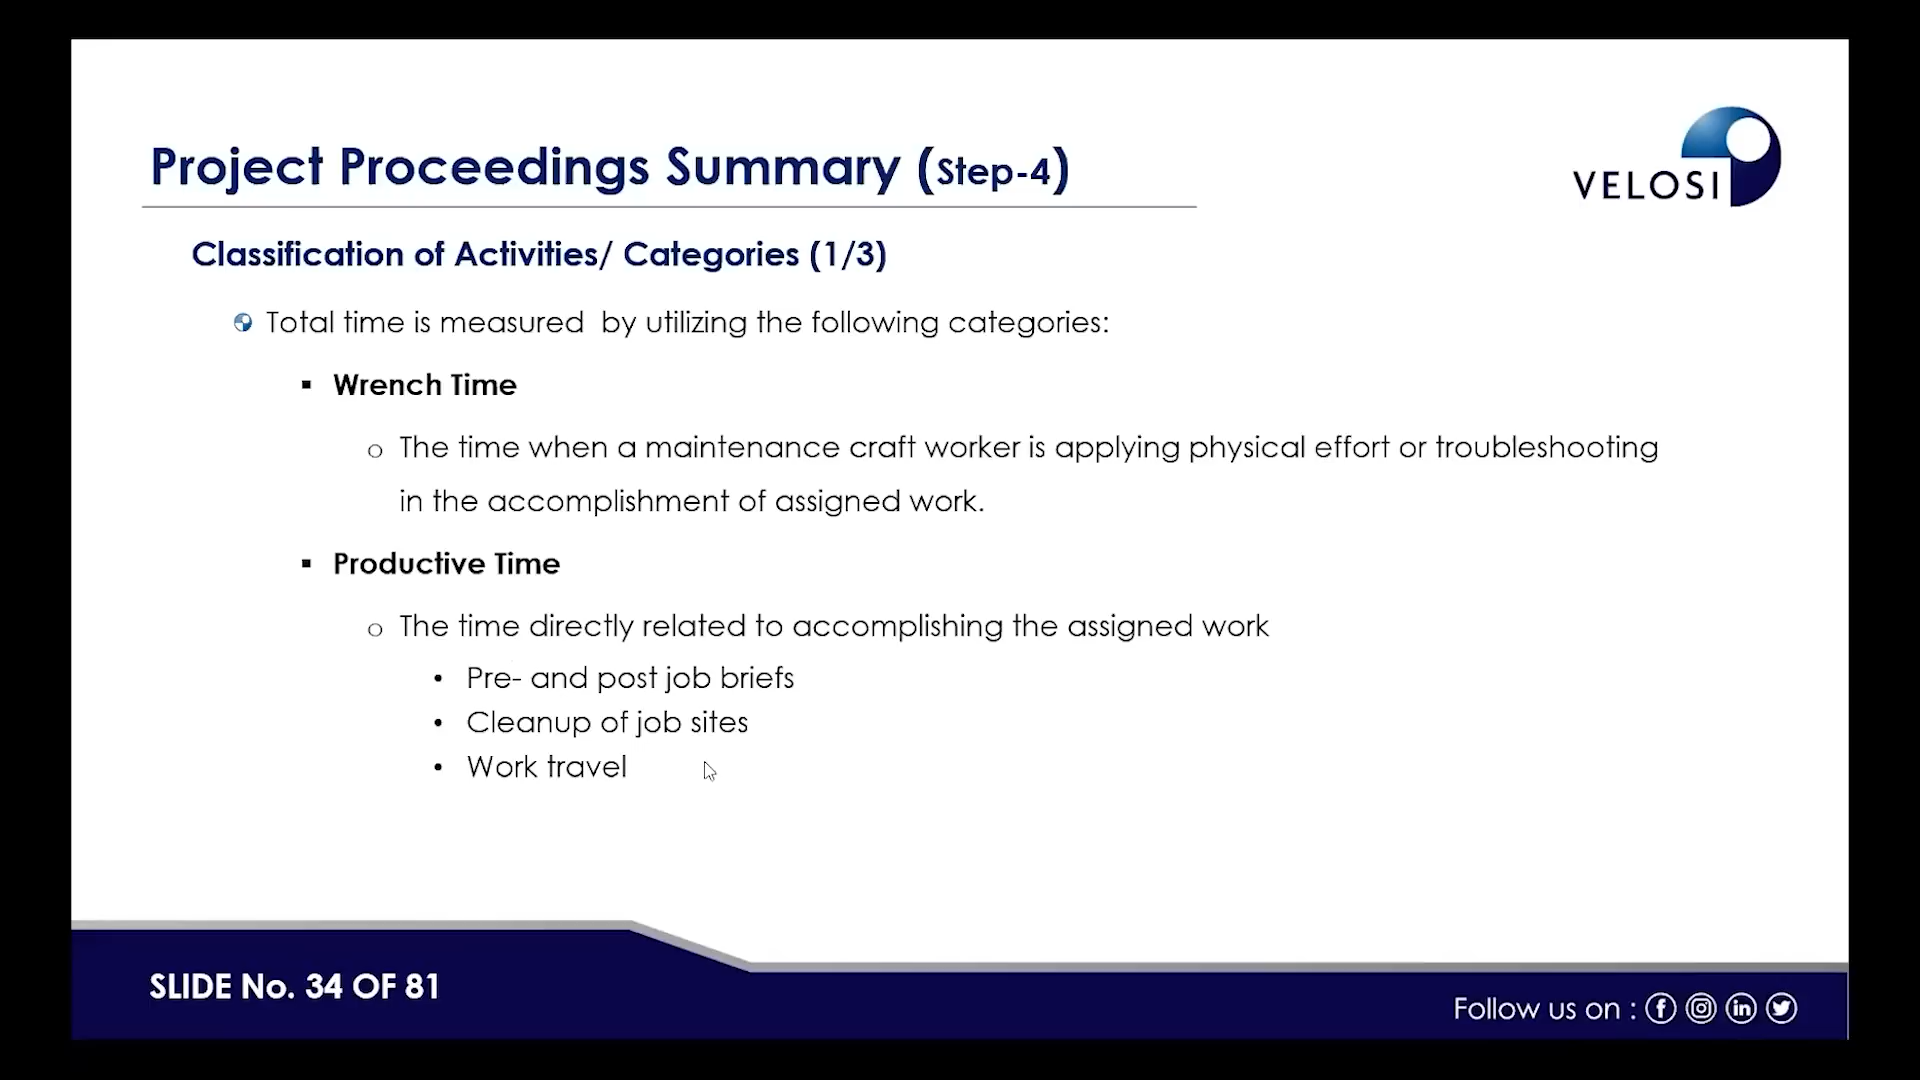 Project Proceedings Summary (Step-4)
VELOSI
Classification of Activities/ Categories (1/3)
Total time is measured by utilizing the following categories:
▪ Wrench Time
o The time when a maintenance craft worker is applying physical effort or troubleshooting
in the accomplishment of assigned work.
▪ Productive Time
o The time directly related to accomplishing the assigned work
• Pre- and post job briefs
• Cleanup of job sites
• Work travel
SLIDE No. 34 OF 81
Follow us on :